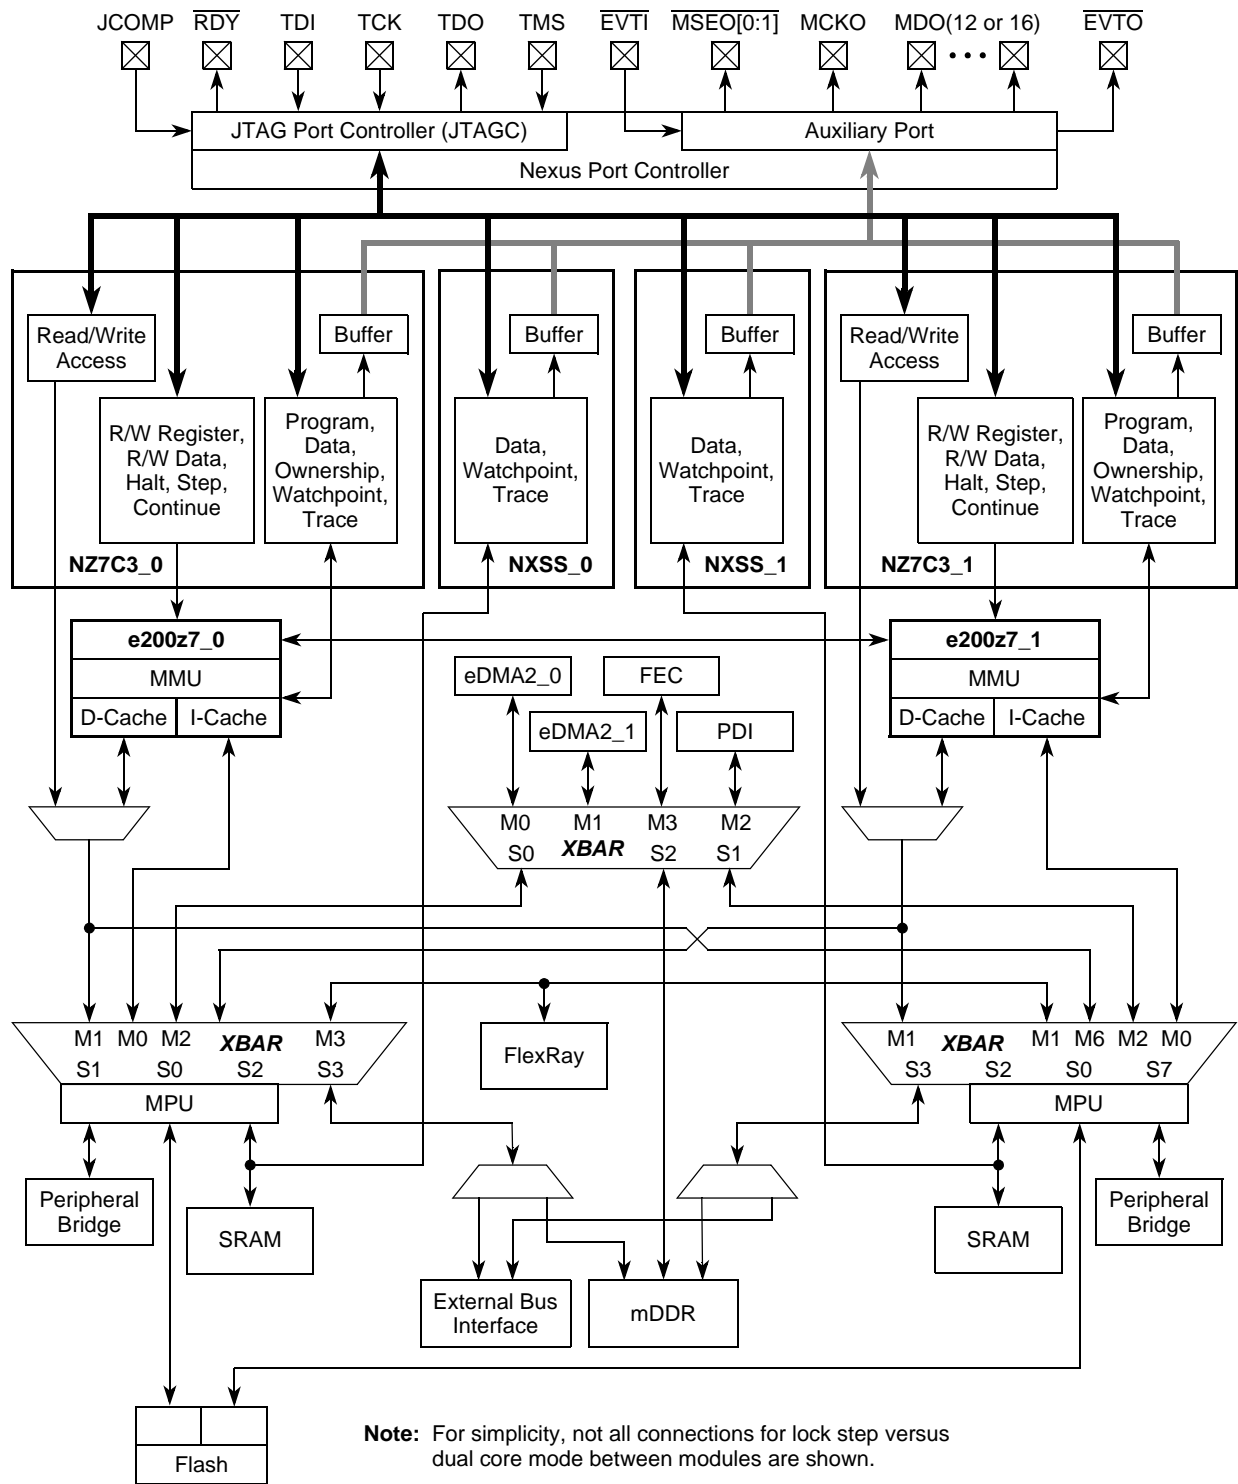 JCOMP RDY TDI TCK TDO TMS EVTI MSEO[0:1] MCKO MDO(12 or 16) EVTO
JTAG Port Controller (JTAGC)
Auxiliary Port
Nexus Port Controller
Read/Write
Access
Buffer
R/W Register,
R/W Data,
Halt, Step,
Continue
Program,
Data,
Ownership,
Watchpoint,
Trace
NZ7C3_0
Buffer
Data,
Watchpoint,
Trace
NXSS_0
Buffer
Data,
Watchpoint,
Trace
NXSS_1
Read/Write
Access
Buffer
R/W Register,
R/W Data,
Halt, Step,
Continue
Program,
Data,
Ownership,
Watchpoint,
Trace
NZ7C3_1
e200z7_0
MMU
D-Cache I-Cache
e200z7_1
MMU
D-Cache I-Cache
eDMA2_0
FEC
eDMA2_1
PDI
M0 M1 M3 M2
XBAR
S0 S2 S1
M1 M0 M2 XBAR M3
S1 S0 S2 S3
MPU
FlexRay
M1 XBAR M1 M6 M2 M0
S3 S2 S0 S7
MPU
Peripheral
Bridge
SRAM
SRAM
Peripheral
Bridge
External Bus
Interface
mDDR
Flash
Note: For simplicity, not all connections for lock step versus
dual core mode between modules are shown.